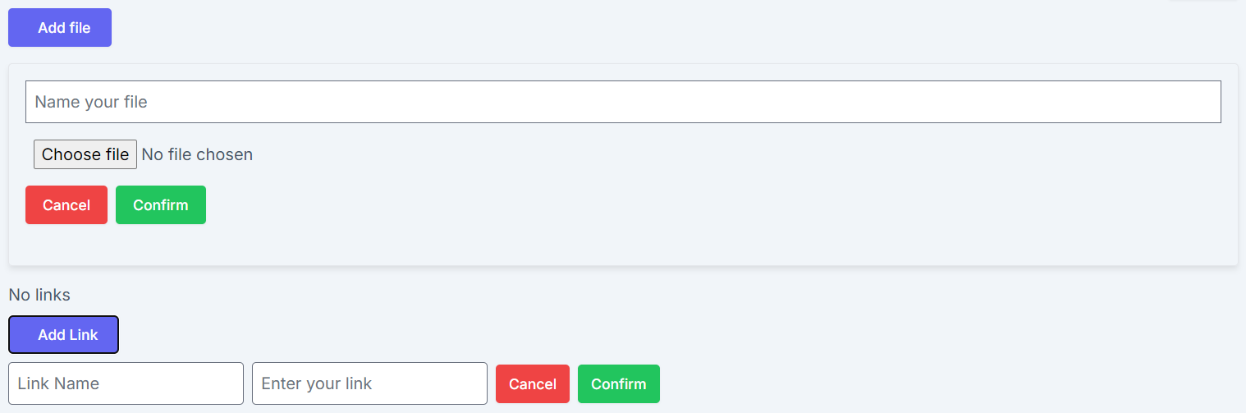 Add file
Name your file
Choose file No file chosen
Cancel Confirm
No links
Add Link
Link Name Enter your link Cancel Confirm